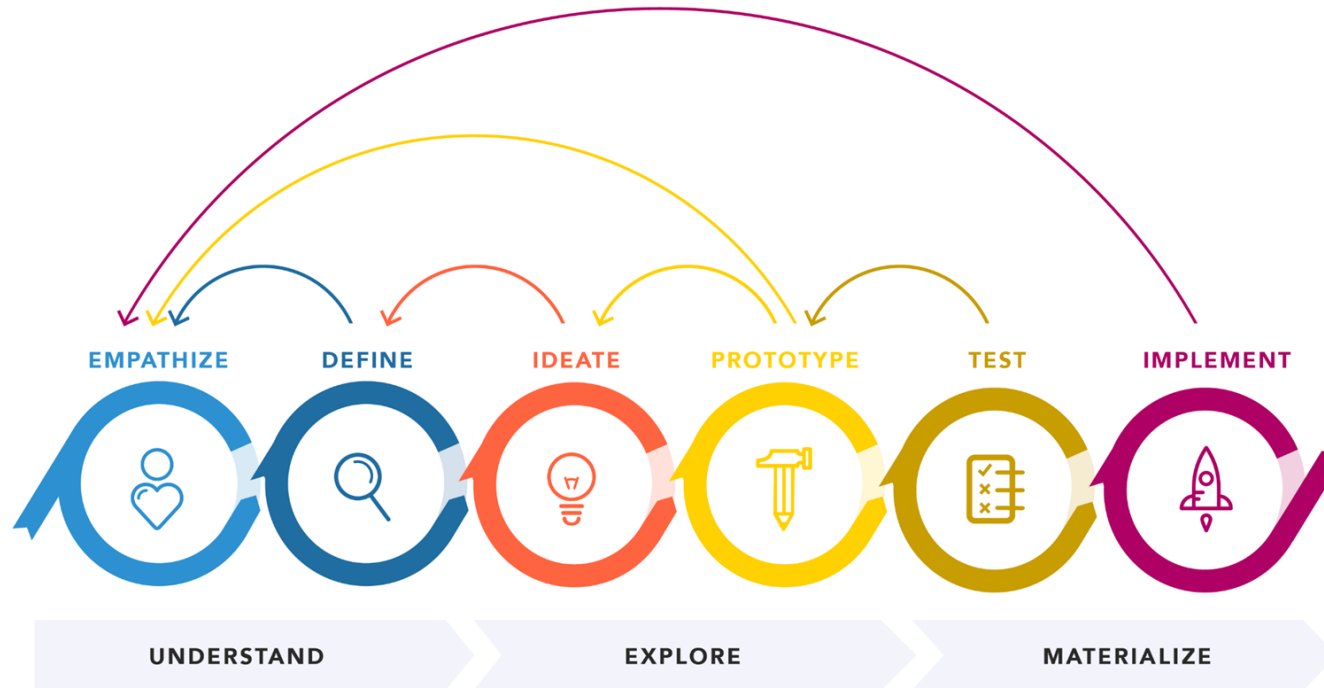 EMPATHIZE
DEFINE
IDEATE
PROTOTYPE
TEST
IMPLEMENT
UNDERSTAND
EXPLORE
MATERIALIZE